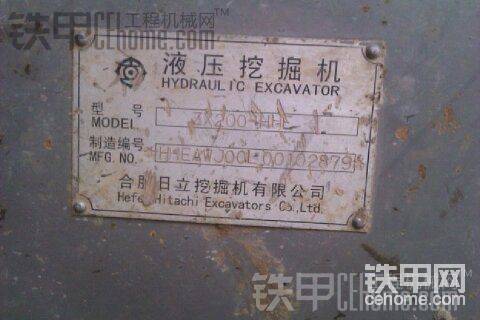 铁甲 工程机械网
CEhome.com
液压挖掘机
HYDRAULIC EXCAVATOR
型号
MODEL
制造编号
MFG. NO.
合肥日立挖掘机有限公司
Hitachi Excavators Co.,Ltd.
铁甲网
cehome.com